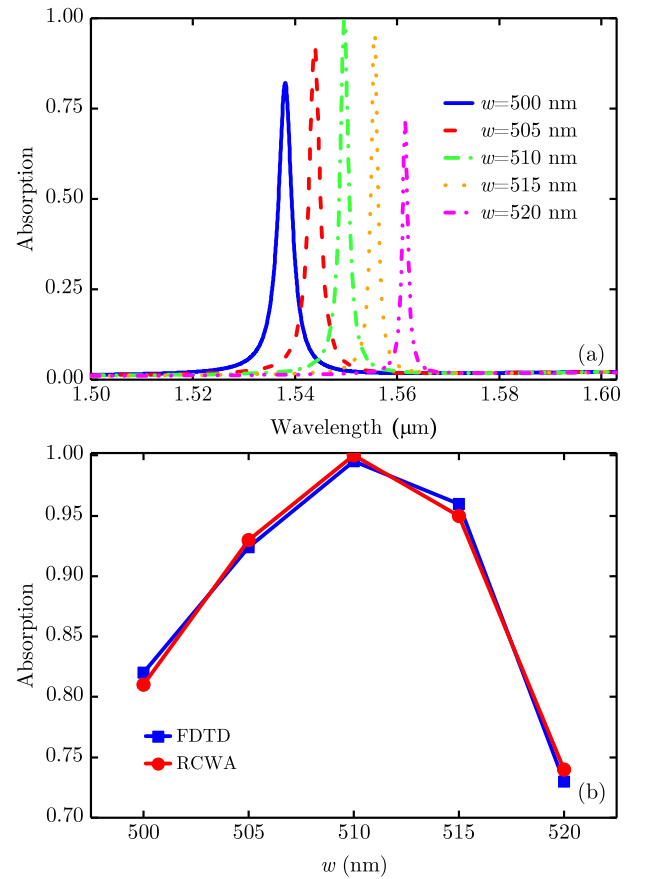 1.00
0.75
0.50
0.25
0.00
Absorption
w=500 nm
w=505 nm
w=510 nm
w=515 nm
w=520 nm
(a)
1.50 1.52 1.54 1.56 1.58 1.60
Wavelength (μm)
1.00
0.95
0.90
0.85
0.80
0.75
0.70
Absorption
FDTD
RCWA
(b)
500 505 510 515 520
w (nm)